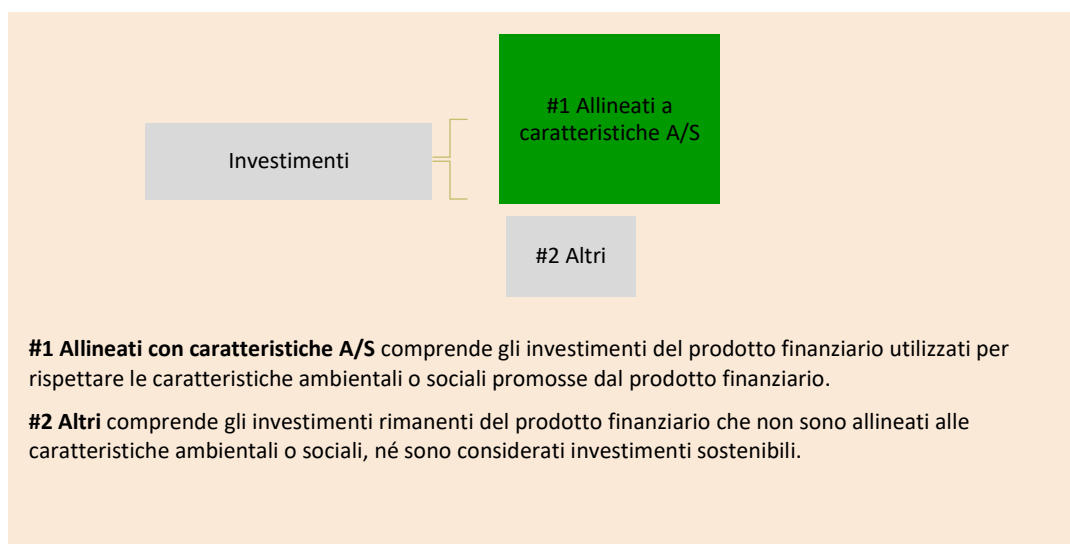 #1 Allineati a
caratteristiche A/S
Investimenti
#2 Altri
#1 Allineati con caratteristiche A/S comprende gli investimenti del prodotto finanziario utilizzati per
rispettare le caratteristiche ambientali o sociali promosse dal prodotto finanziario.
#2 Altri comprende gli investimenti rimanenti del prodotto finanziario che non sono allineati alle
caratteristiche ambientali o sociali, né sono considerati investimenti sostenibili.